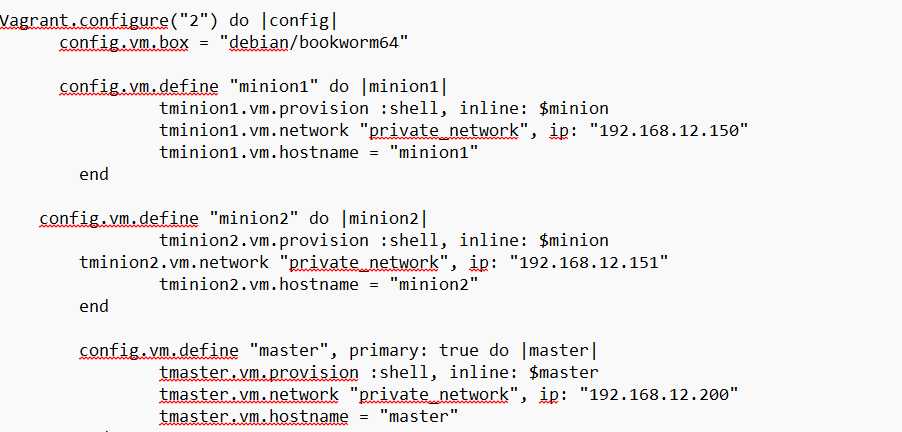 Vagrant.configure("2") do |config|
config.vm.box = "debian/bookworm64"
config.vm.define "minion1" do |minion1|
tminion1.vm.provision :shell, inline: $minion
tminion1.vm.network "private_network", ip: "192.168.12.150"
tminion1.vm.hostname = "minion1"
end
config.vm.define "minion2" do |minion2|
tminion2.vm.provision :shell, inline: $minion
tminion2.vm.network "private_network", ip: "192.168.12.151"
tminion2.vm.hostname = "minion2"
end
config.vm.define "master", primary: true do |master|
tmaster.vm.provision :shell, inline: $master
tmaster.vm.network "private_network", ip: "192.168.12.200"
tmaster.vm.hostname = "master"